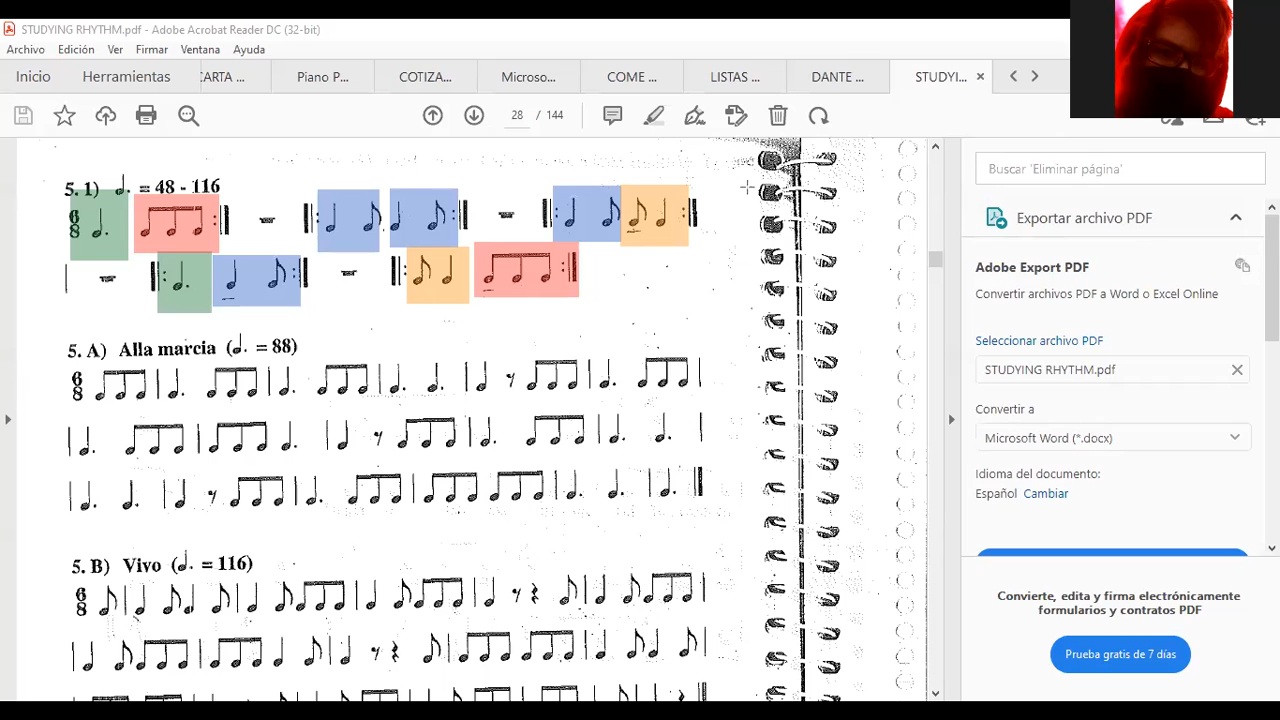 STUDYING RHYTHM.pdf - Adobe Acrobat Reader DC (32-bit)
Archivo Edición Ver Firmar Ventana Ayuda
Inicio Herramientas CARTA ... Piano P... COTIZA... Microso... COME ... LISTAS ... DANTE ... STUDYI...
28 / 144
5. 1) = 48 - 116
6
8
5. A) Alla marcia ( = 88)
6
8
5. B) Vivo ( = 116)
6
8
Buscar 'Eliminar página'
Exportar archivo PDF
Adobe Export PDF
Convertir archivos PDF a Word o Excel Online
Seleccionar archivo PDF
STUDYING RHYTHM.pdf
Convertir a
Microsoft Word (*.docx)
Idioma del documento:
Español Cambiar
Convierte, edita y firma electrónicamente
formularios y contratos PDF
Prueba gratis de 7 días